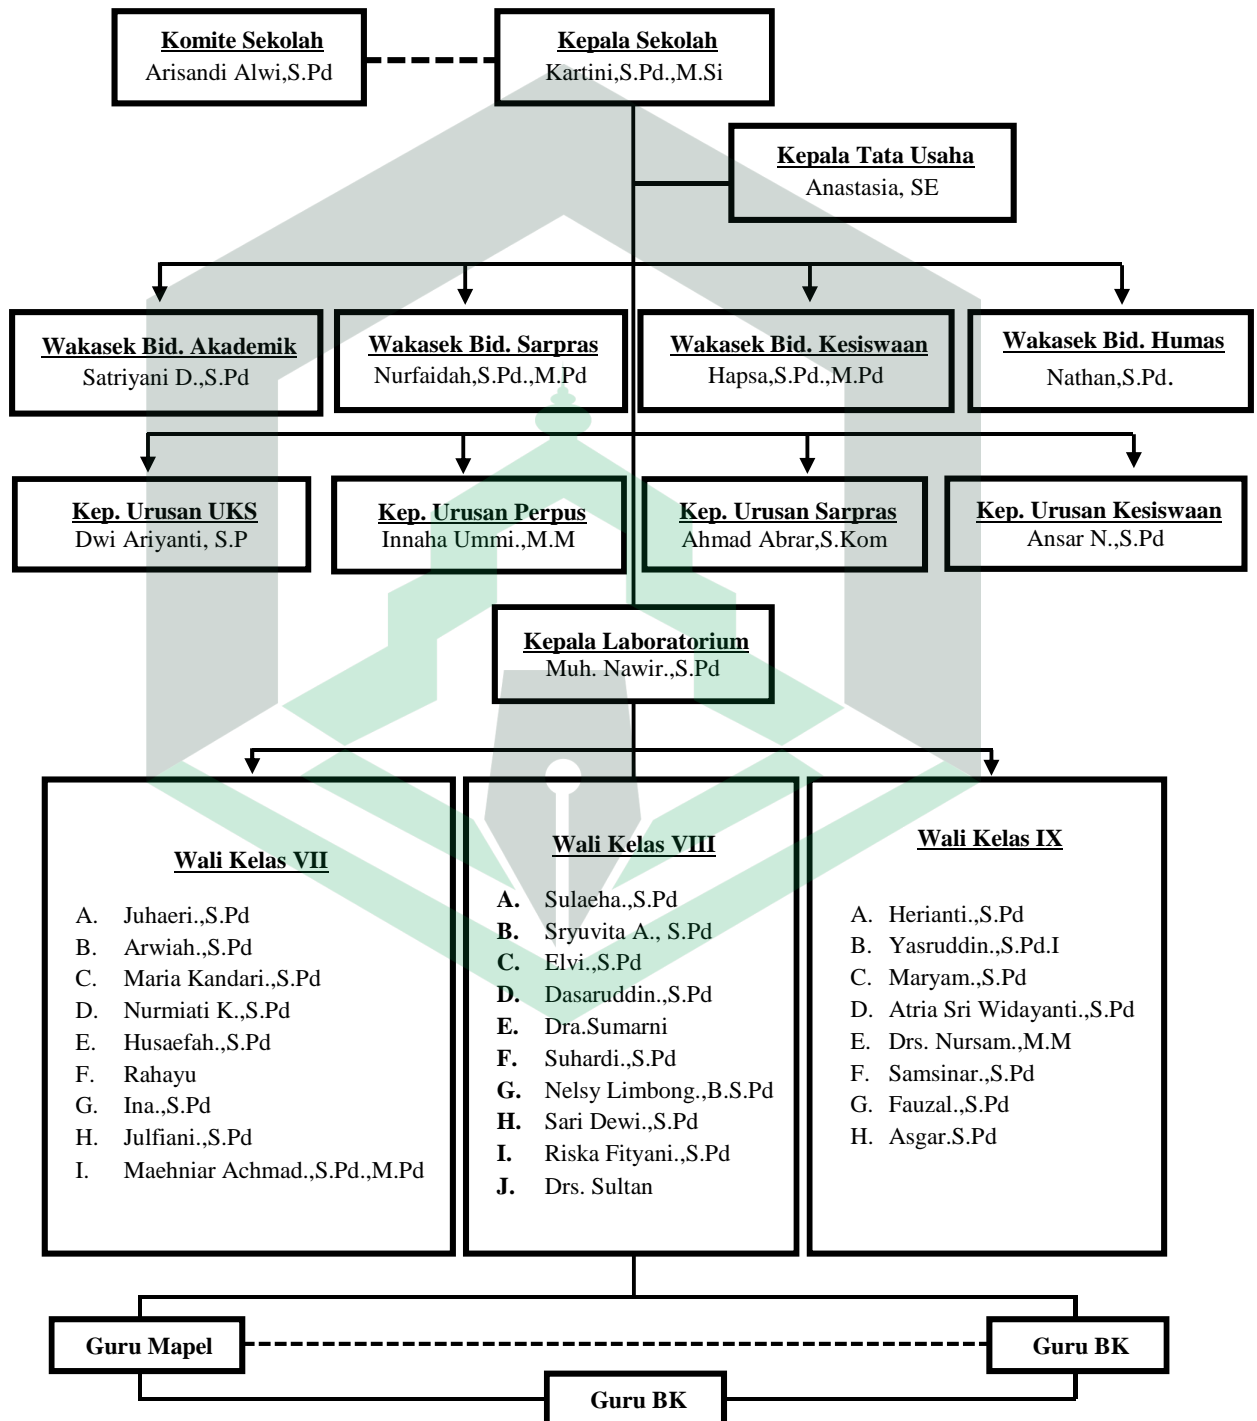 Komite Sekolah
Arisandi Alwi,S.Pd
Kepala Sekolah
Kartini,S.Pd.,M.Si
Kepala Tata Usaha
Anastasia, SE
Wakasek Bid. Akademik
Satriyani D.,S.Pd
Wakasek Bid. Sarpras
Nurfaidah,S.Pd.,M.Pd
Wakasek Bid. Kesiswaan
Hapsa,S.Pd.,M.Pd
Wakasek Bid. Humas
Nathan,S.Pd.
Kep. Urusan UKS
Dwi Ariyanti, S.P
Kep. Urusan Perpus
Innaha Ummi.,M.M
Kep. Urusan Sarpras
Ahmad Abrar,S.Kom
Kep. Urusan Kesiswaan
Ansar N.,S.Pd
Kepala Laboratorium
Muh. Nawir.,S.Pd
Wali Kelas VII
A. Juhaeri.,S.Pd
B. Arwiah.,S.Pd
C. Maria Kandari.,S.Pd
D. Nurmiati K.,S.Pd
E. Husaefah.,S.Pd
F. Rahayu
G. Ina.,S.Pd
H. Julfiani.,S.Pd
I. Maehniar Achmad.,S.Pd.,M.Pd
Wali Kelas VIII
A. Sulaeha.,S.Pd
B. Sryuvita A., S.Pd
C. Elvi.,S.Pd
D. Dasaruddin.,S.Pd
E. Dra.Sumarni
F. Suhardi.,S.Pd
G. Nelsy Limbong.,B.S.Pd
H. Sari Dewi.,S.Pd
I. Riska Fityani.,S.Pd
J. Drs. Sultan
Wali Kelas IX
A. Herianti.,S.Pd
B. Yasruddin.,S.Pd.I
C. Maryam.,S.Pd
D. Atria Sri Widayanti.,S.Pd
E. Drs. Nursam.,M.M
F. Samsinar.,S.Pd
G. Fauzal.,S.Pd
H. Asgar.S.Pd
Guru Mapel
Guru BK
Guru BK